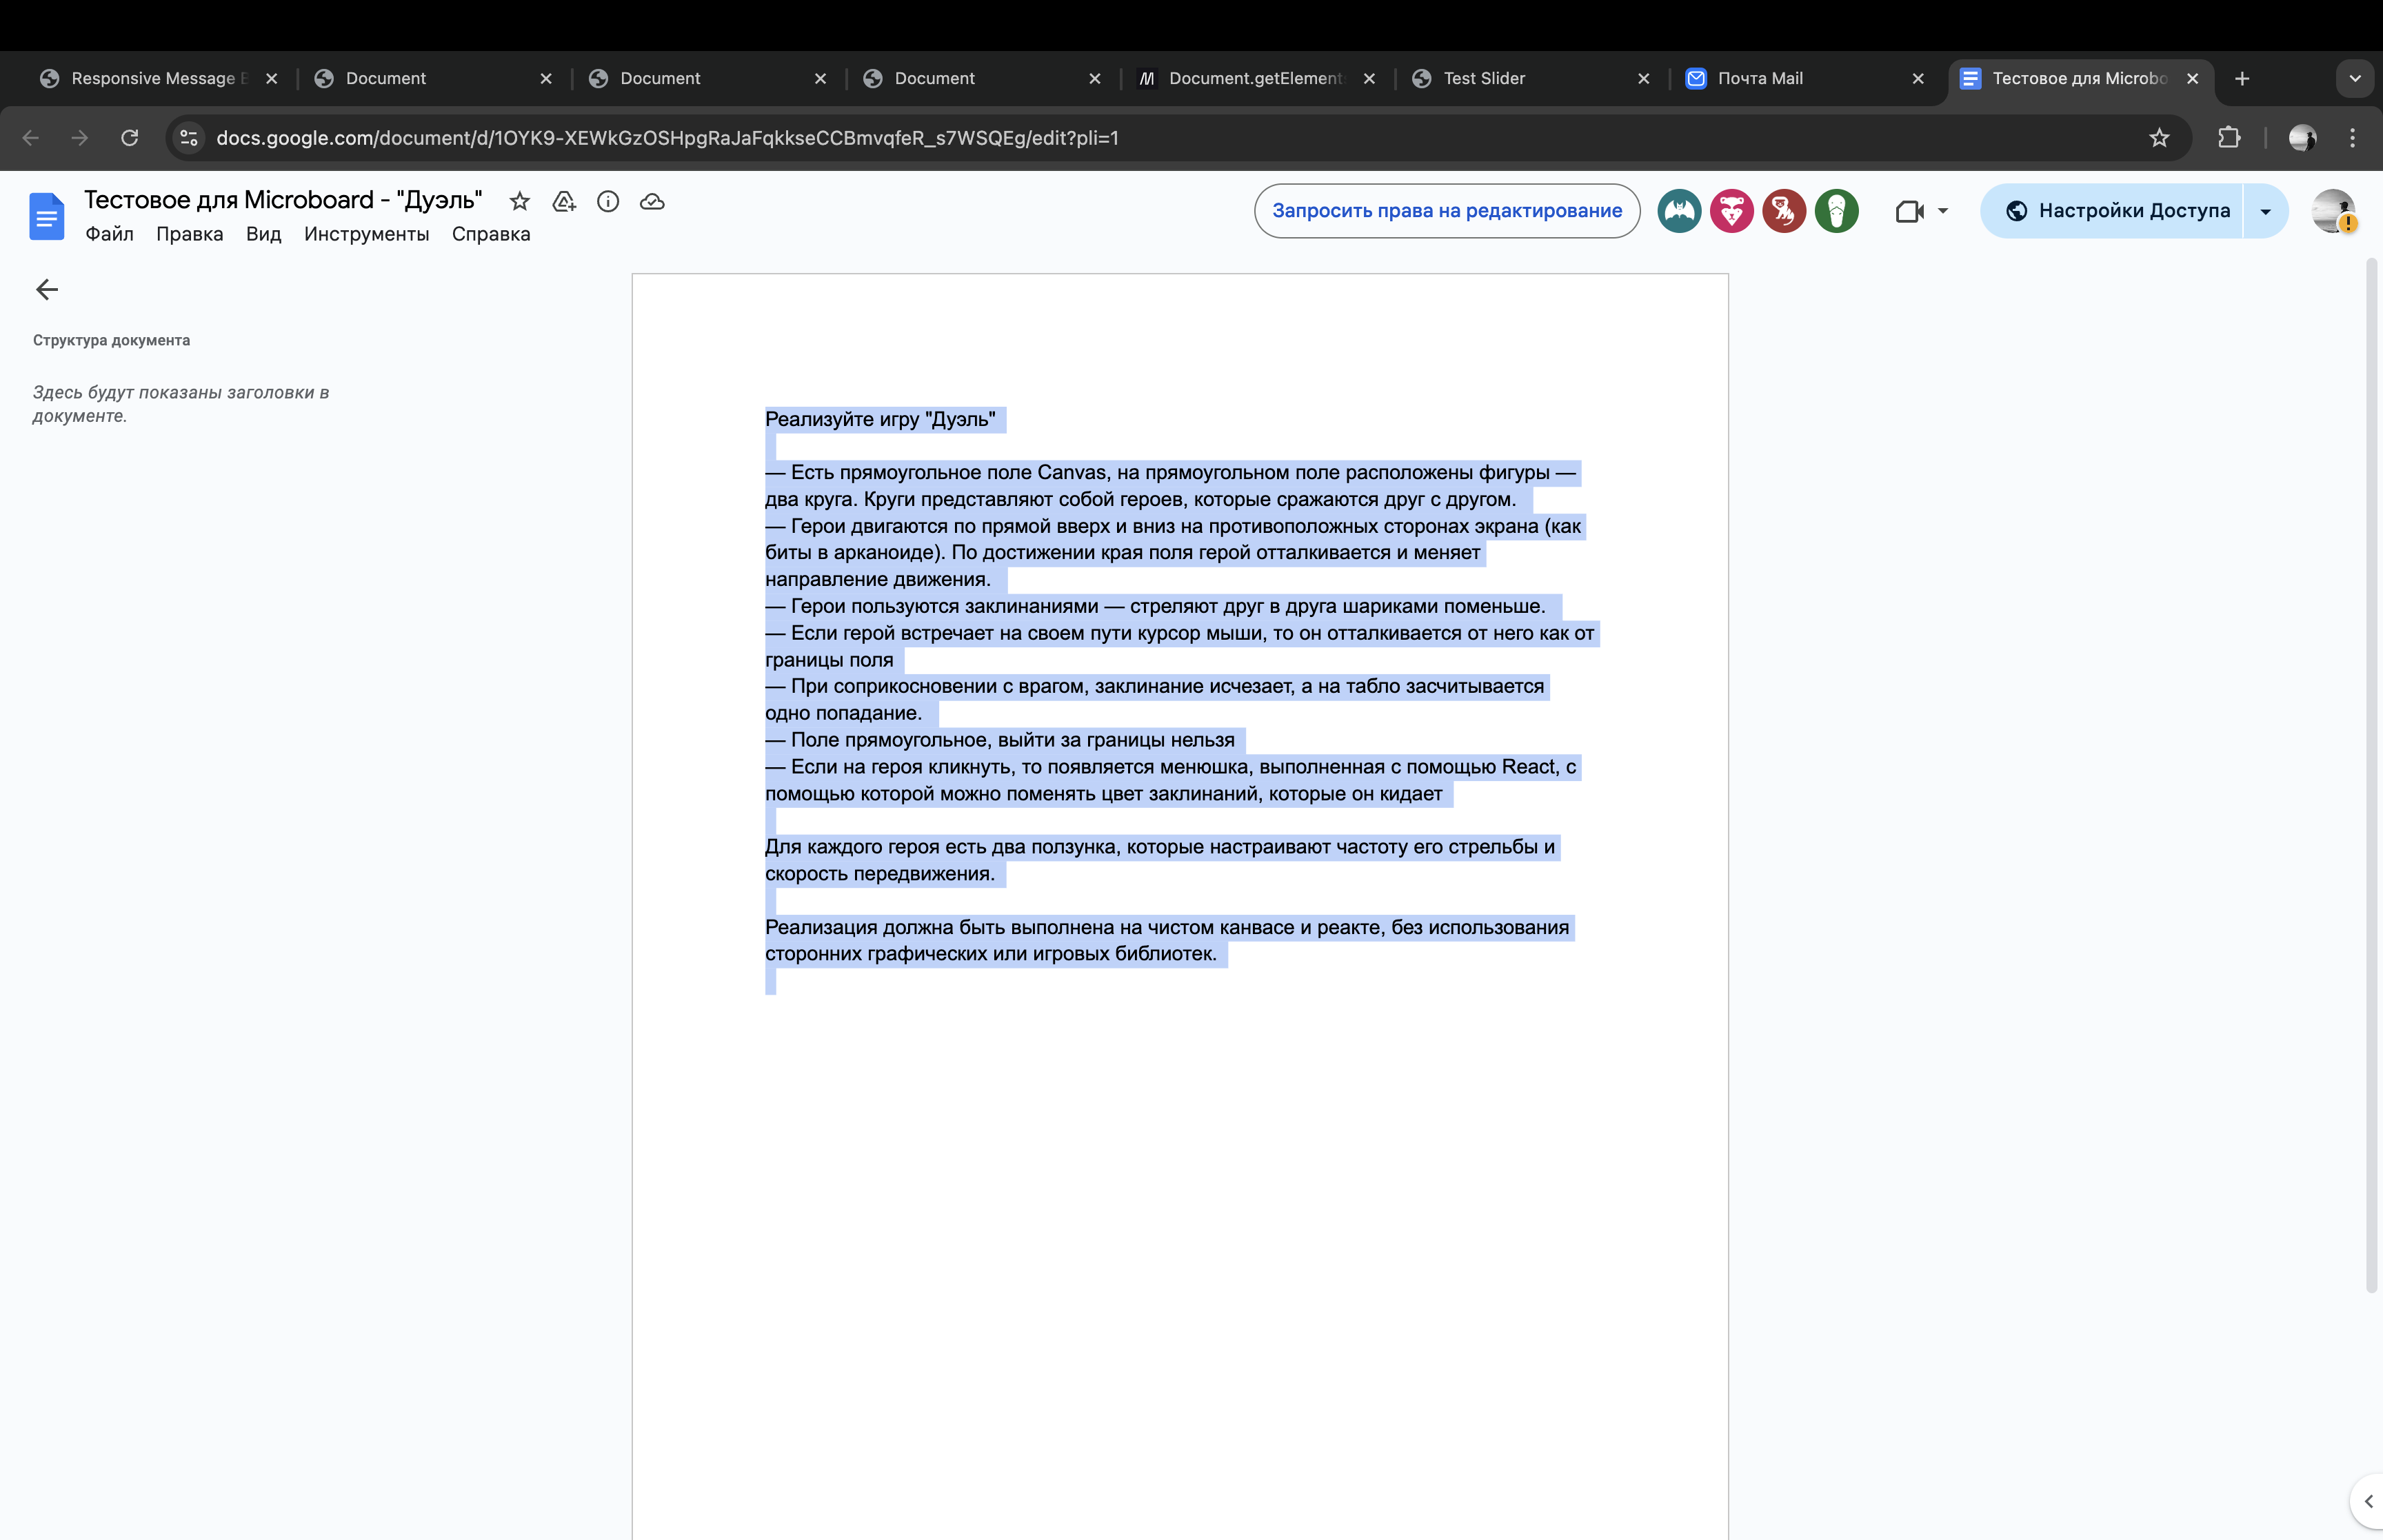 Responsive Message
Document
Document
Document
Document.getElement
Test Slider
Почта Mail
Тестовое для Microbo
docs.google.com/document/d/1OYK9-XEWkGzOSHpgRaJaFqkkseCCBmvqfeR_s7WSQEg/edit?pli=1
Тестовое для Microboard - "Дуэль"
Файл Правка Вид Инструменты Справка
Запросить права на редактирование
Настройки Доступа
Структура документа
Здесь будут показаны заголовки в
документе.
Реализуйте игру "Дуэль"
— Есть прямоугольное поле Canvas, на прямоугольном поле расположены фигуры —
два круга. Круги представляют собой героев, которые сражаются друг с другом.
— Герои двигаются по прямой вверх и вниз на противоположных сторонах экрана (как
биты в арканоиде). По достижении края поля герой отталкивается и меняет
направление движения.
— Герои пользуются заклинаниями — стреляют друг в друга шариками поменьше.
— Если герой встречает на своем пути курсор мыши, то он отталкивается от него как от
границы поля
— При соприкосновении с врагом, заклинание исчезает, а на табло засчитывается
одно попадание.
— Поле прямоугольное, выйти за границы нельзя
— Если на героя кликнуть, то появляется менюшка, выполненная с помощью React, с
помощью которой можно поменять цвет заклинаний, которые он кидает
Для каждого героя есть два ползунка, которые настраивают частоту его стрельбы и
скорость передвижения.
Реализация должна быть выполнена на чистом канвасе и реакте, без использования
сторонних графических или игровых библиотек.